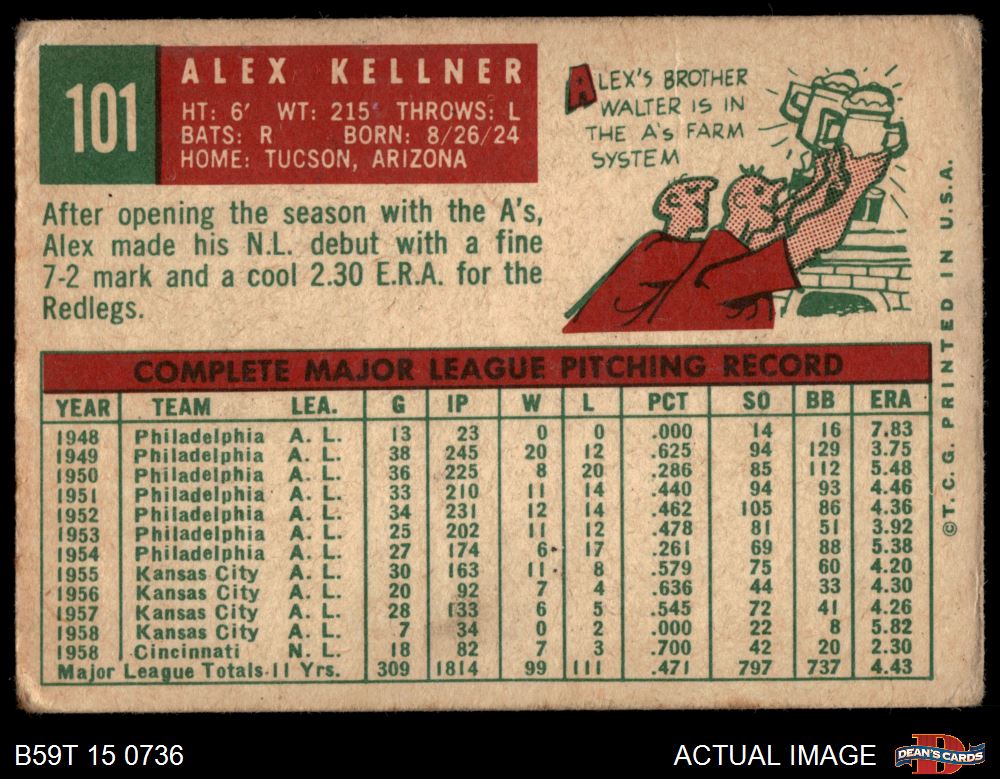 101
ALEX KELLNER
HT: 6' WT: 215 THROWS: L
BATS: R BORN: 8/26/24
HOME: TUCSON, ARIZONA
After opening the season with the A's,
Alex made his N.L. debut with a fine
7-2 mark and a cool 2.30 E.R.A. for the
Redlegs.
ALEX'S BROTHER
WALTER IS IN
THE A's FARM
SYSTEM
COMPLETE MAJOR LEAGUE PITCHING RECORD
YEAR TEAM LEA. G IP W L PCT SO BB ERA
1948 Philadelphia A. L. 13 23 0 0 .000 14 16 7.83
1949 Philadelphia A. L. 38 245 20 12 .625 94 129 3.75
1950 Philadelphia A. L. 36 225 8 20 .286 85 112 5.48
1951 Philadelphia A. L. 33 210 11 14 .440 94 93 4.46
1952 Philadelphia A. L. 34 231 12 14 .462 105 86 4.36
1953 Philadelphia A. L. 25 202 11 12 .478 81 51 3.92
1954 Philadelphia A. L. 27 174 6 17 .261 69 88 5.38
1955 Kansas City A. L. 30 163 11 8 .579 75 60 4.20
1956 Kansas City A. L. 20 92 7 4 .636 44 33 4.30
1957 Kansas City A. L. 28 133 6 5 .545 72 41 4.26
1958 Kansas City A. L. 7 34 0 2 .000 22 8 5.82
1958 Cincinnati N. L. 18 82 7 3 .700 42 20 2.30
Major League Totals 11 Yrs. 309 1814 99 111 .471 797 737 4.43
©T. C. G. PRINTED IN U.S.A.
B59T 15 0736
ACTUAL IMAGE
DEAN'S CARDS